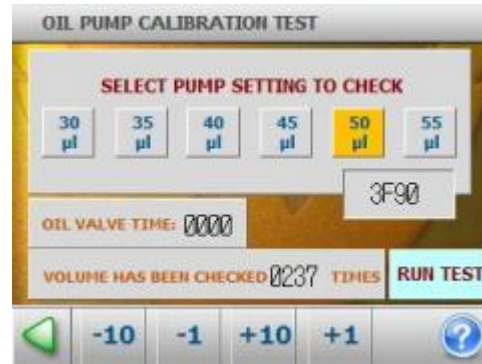 OIL PUMP CALIBRATION TEST
SELECT PUMP SETTING TO CHECK
30 35 40 45 50 55
µl µl µl µl µl µl
3F90
OIL VALVE TIME: 0000
VOLUME HAS BEEN CHECKED 0237 TIMES RUN TEST
-10 -1 +10 +1 ?